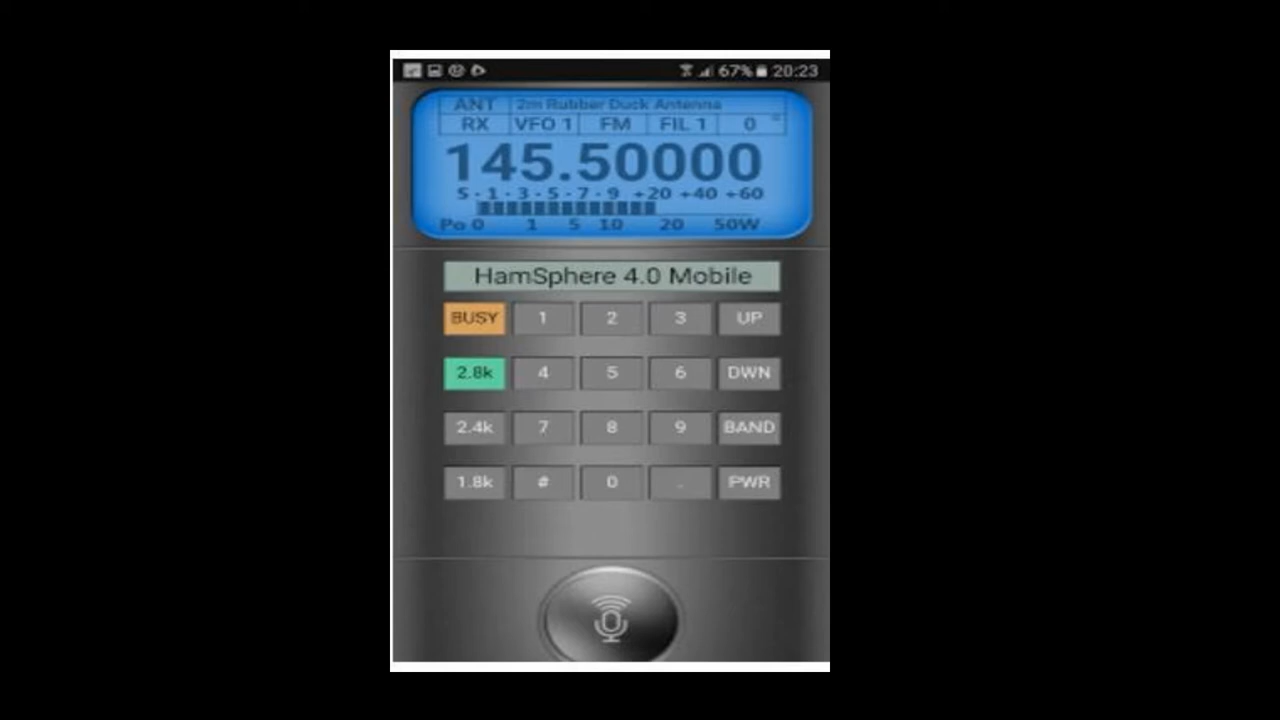 67% 20:23
ANT 2m Rubber Duck Antenna
RX VFO 1 FM FIL 1 0 °
145.50000
S - 1 - 3 - 5 - 7 - 9 +20 +40 +60
Po 0 1 5 10 20 50W
HamSphere 4.0 Mobile
BUSY 1 2 3 UP
2.8k 4 5 6 DWN
2.4k 7 8 9 BAND
1.8k # 0 . PWR